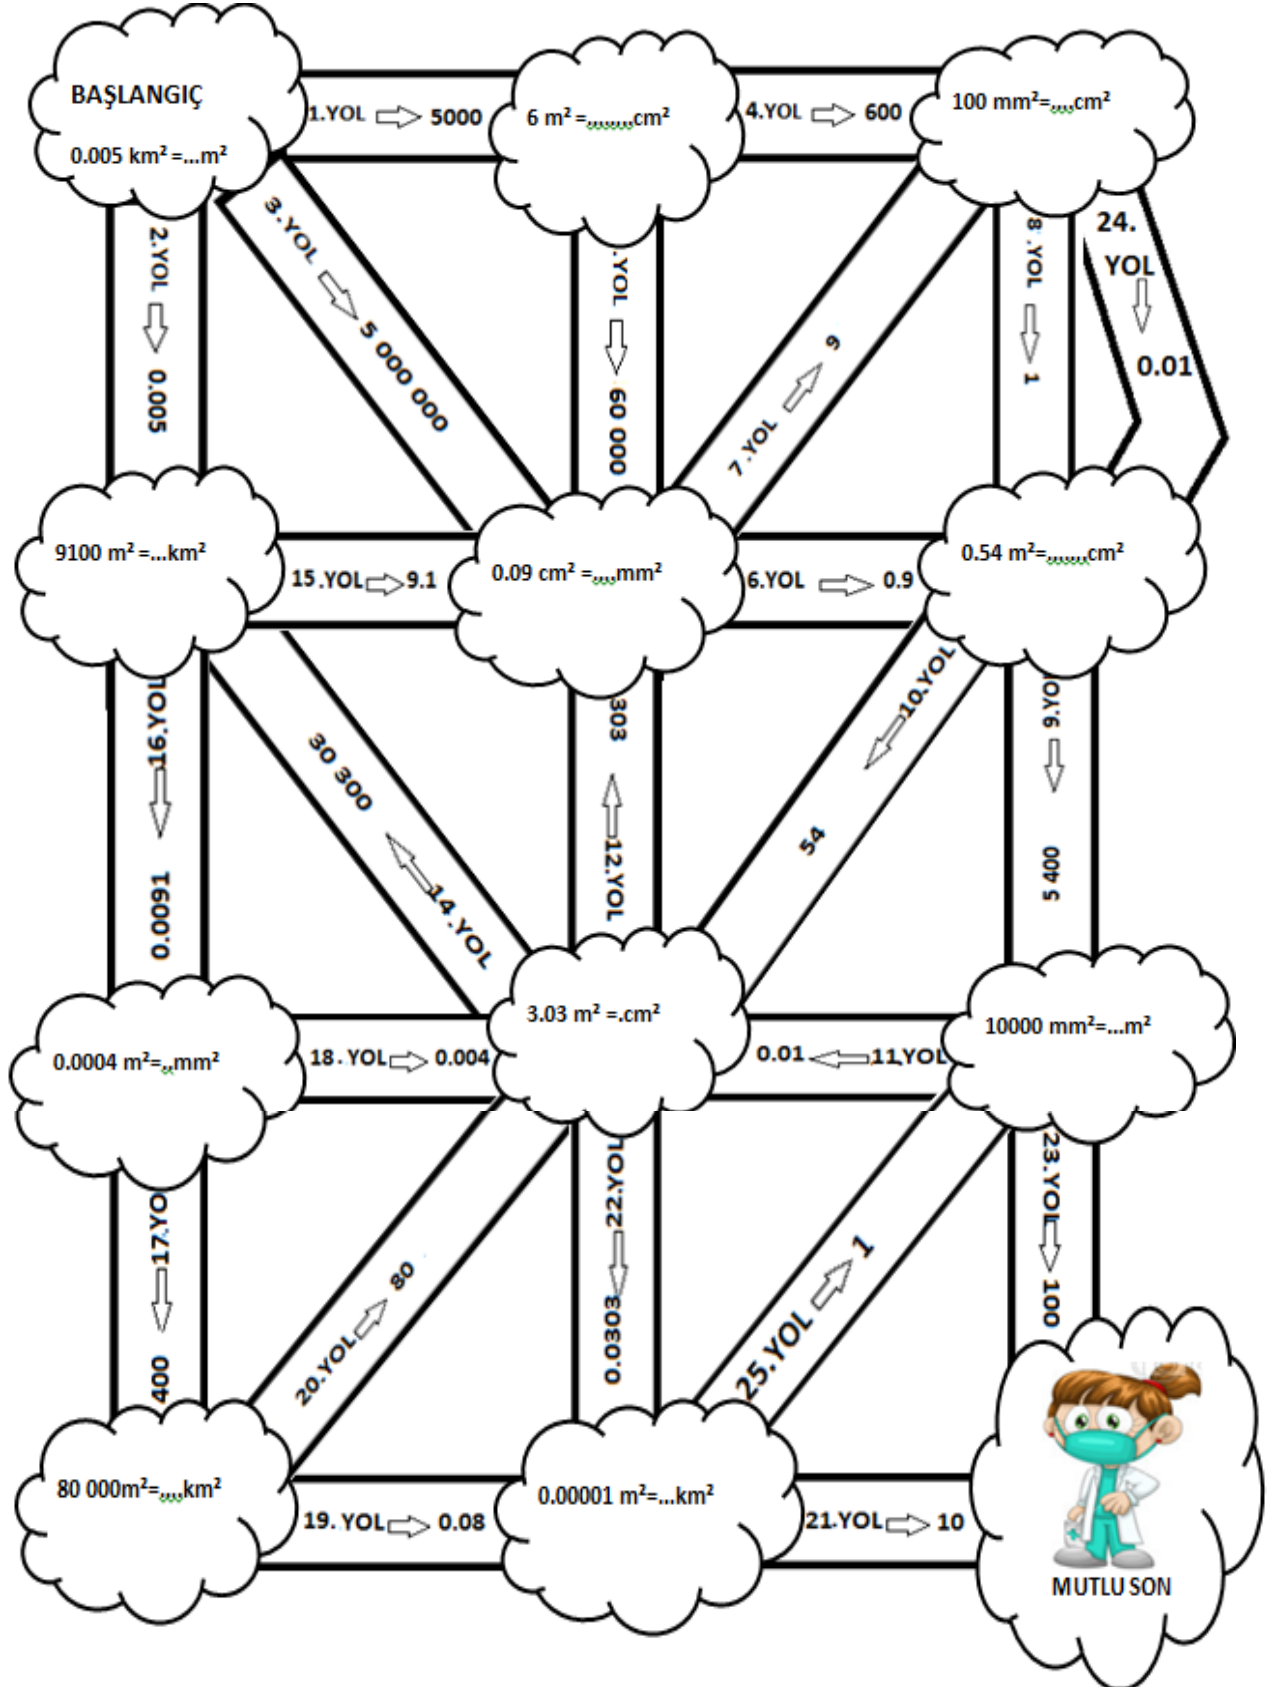 BAŞLANGIÇ
0.005 km² =...m²
1.YOL 5000
6 m² =,,,,,,,,cm²
4.YOL 600
100 mm²=,,,,cm²
2.YOL 0.005
3.YOL 5 000 000
.YOL 60 000
7.YOL 9
8.YOL 1
24.
YOL
0.01
9100 m² =...km²
15.YOL 9.1
0.09 cm² =,,,,mm²
6.YOL 0.9
0.54 m²=,,,,,,,cm²
16.YOL 0.0091
14.YOL 30 300
12.YOL 303
10.YOL 54
9.YOL 5 400
0.0004 m²=,,mm²
18. YOL 0.004
3.03 m² =.cm²
0.01 11.YOL
10000 mm²=...m²
17.YO 400
20.YOL 80
22.YOL 0.0303
25.YOL 1
23.YOL 100
80 000m²=,,,,km²
19. YOL 0.08
0.00001 m²=...km²
21.YOL 10
MUTLU SON